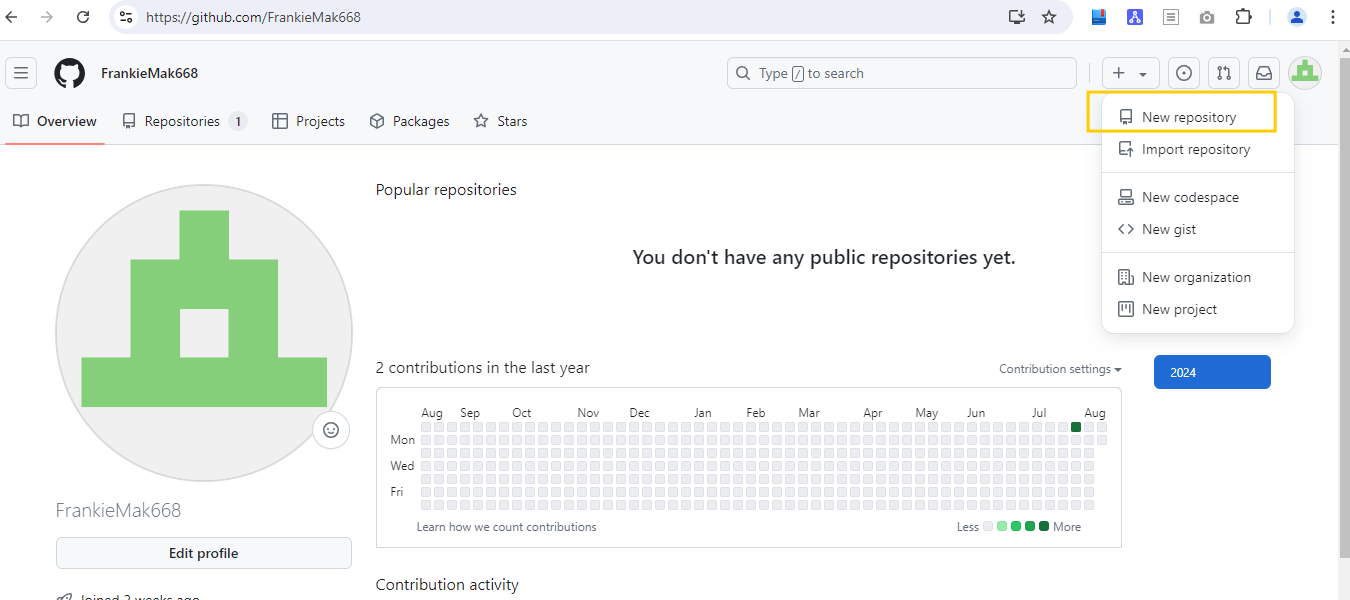 https://github.com/FrankieMak668
FrankieMak668
Type / to search
Overview
Repositories 1
Projects
Packages
Stars
New repository
Import repository
New codespace
New gist
New organization
New project
Popular repositories
You don't have any public repositories yet.
2 contributions in the last year
Contribution settings
2024
Aug Sep Oct Nov Dec Jan Feb Mar Apr May Jun Jul Aug
Mon
Wed
Fri
Learn how we count contributions
Less More
FrankieMak668
Edit profile
Contribution activity
Joined 2 weeks ago